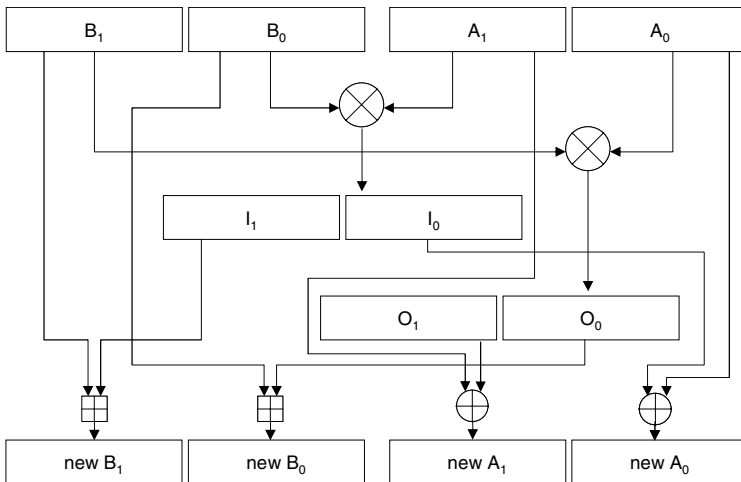 B₁ B₀ A₁ A₀
I₁ I₀
O₁ O₀
new B₁ new B₀ new A₁ new A₀